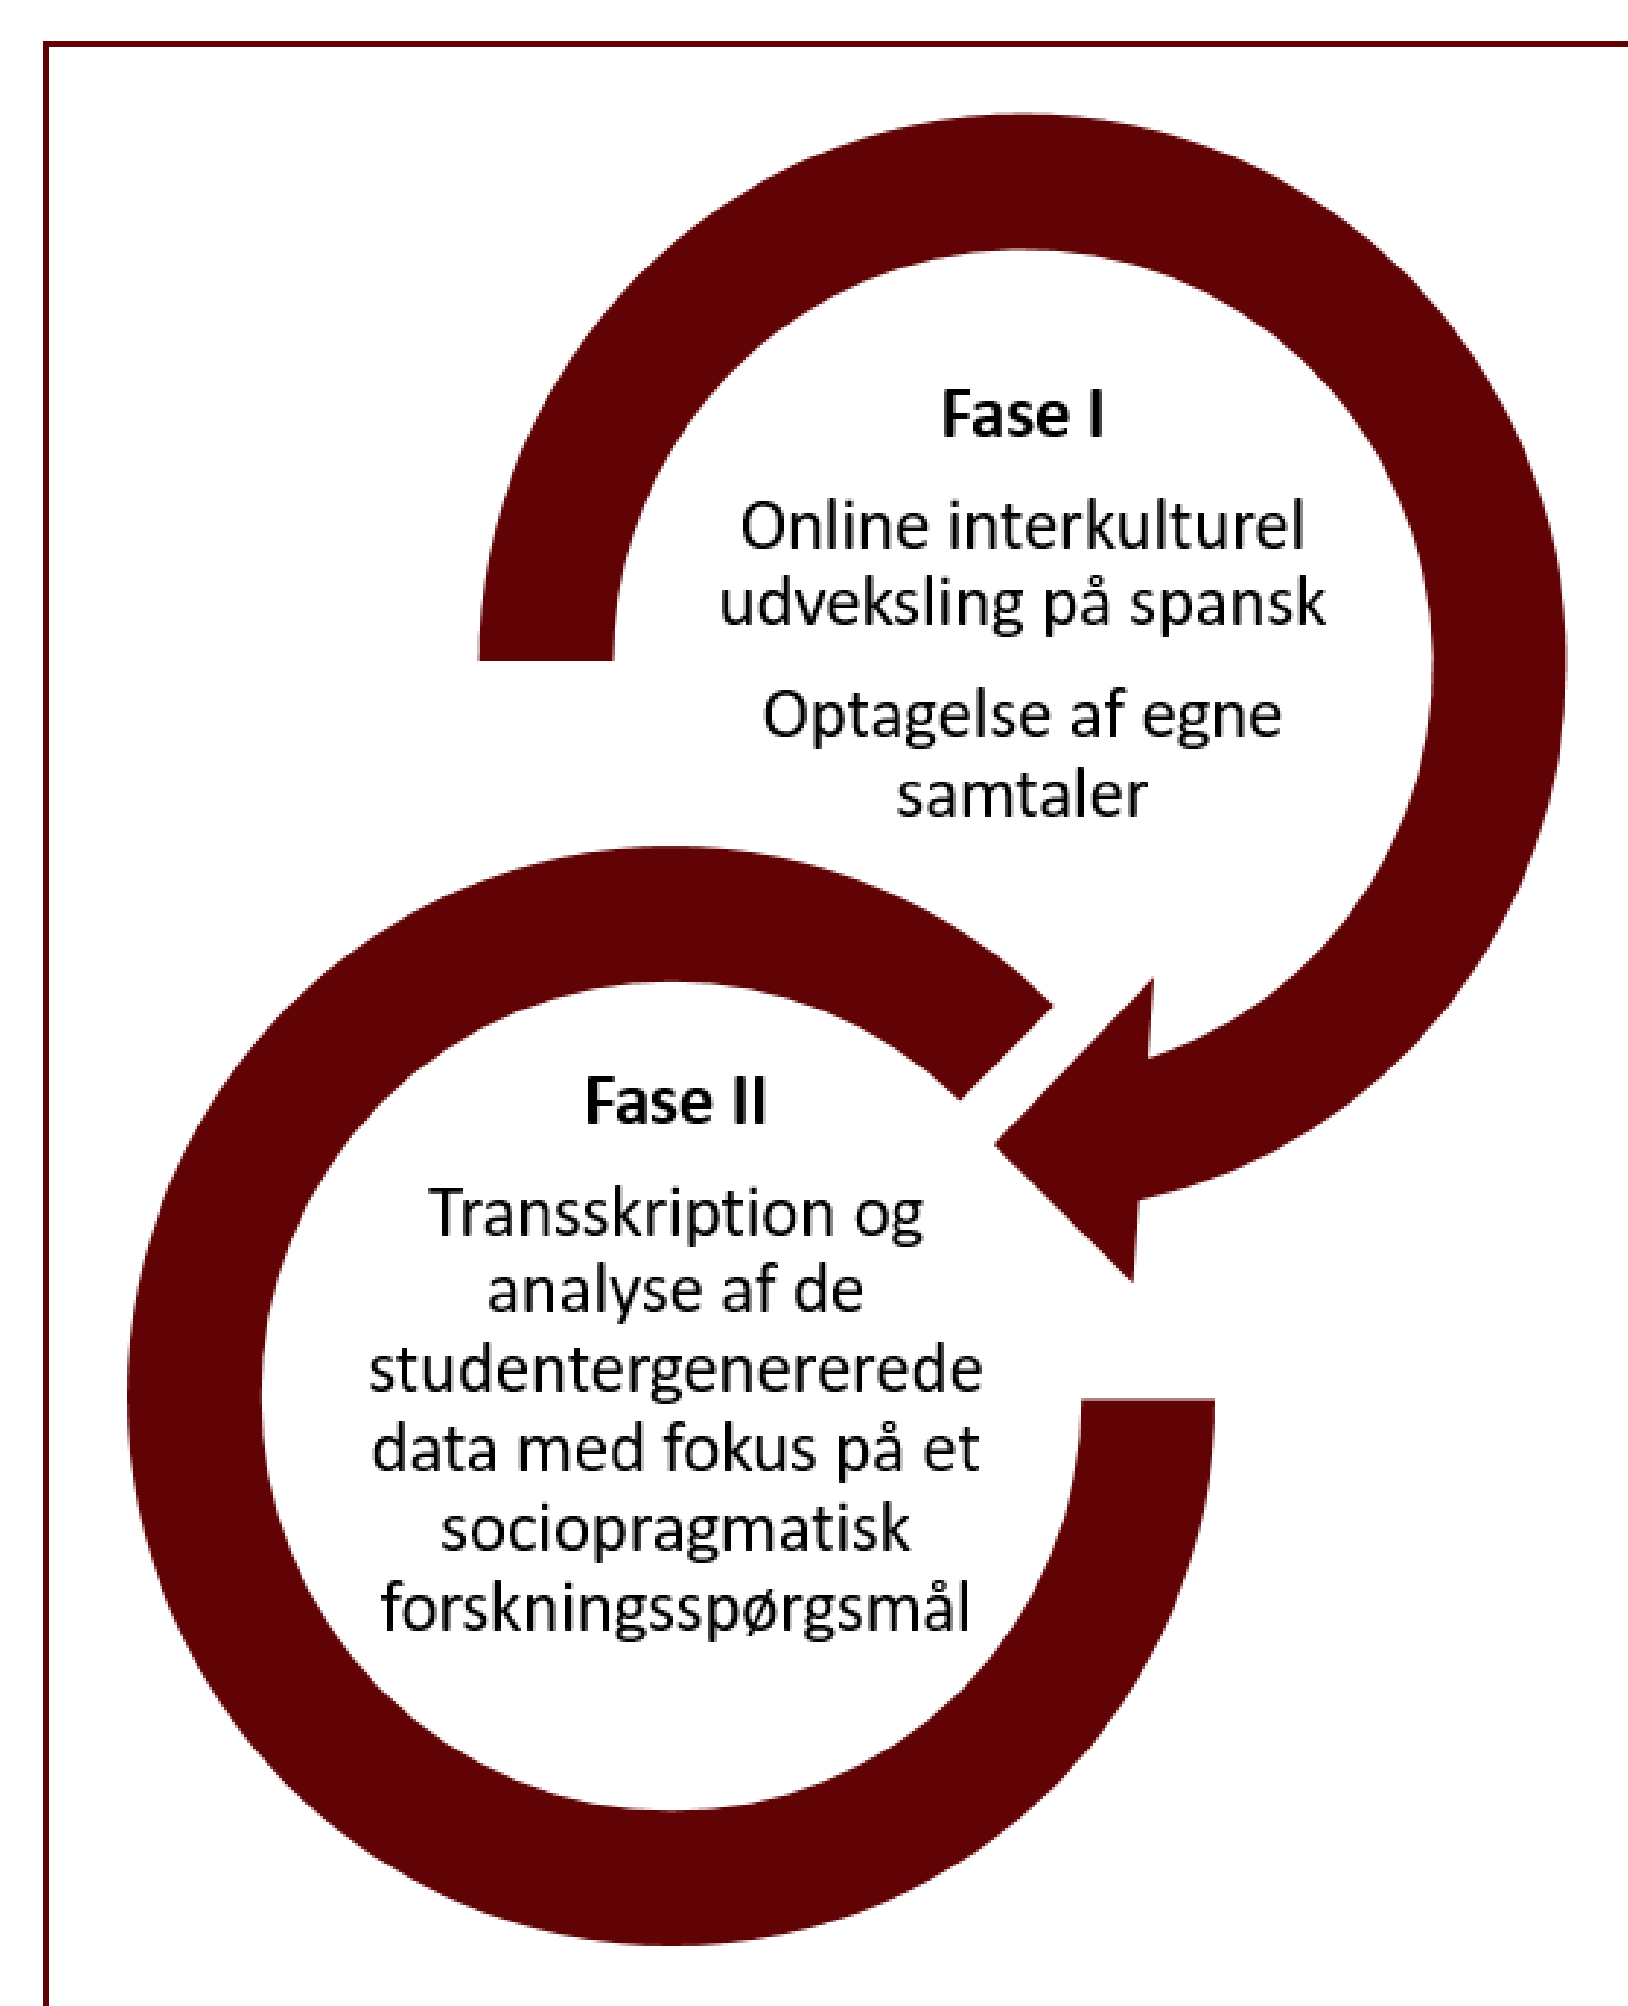 Fase I
Online interkulturel
udveksling på spansk
Optagelse af egne
samtaler
Fase II
Transskription og
analyse af de
studentergenererede
data med fokus på et
sociopragmatisk
forskningsspørgsmål